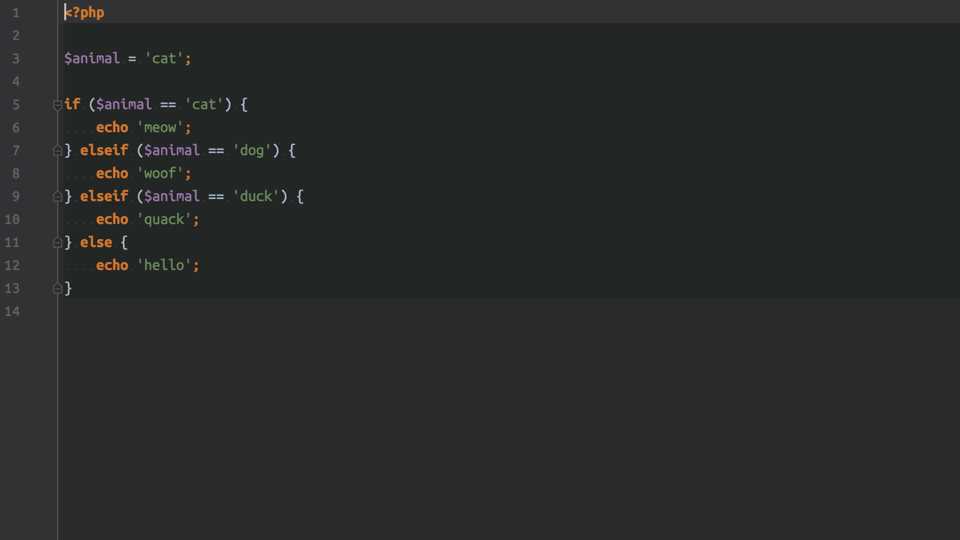 1 <?php
2
3 $animal = 'cat';
4
5 if ($animal == 'cat') {
6     echo 'meow';
7 } elseif ($animal == 'dog') {
8     echo 'woof';
9 } elseif ($animal == 'duck') {
10     echo 'quack';
11 } else {
12     echo 'hello';
13 }
14